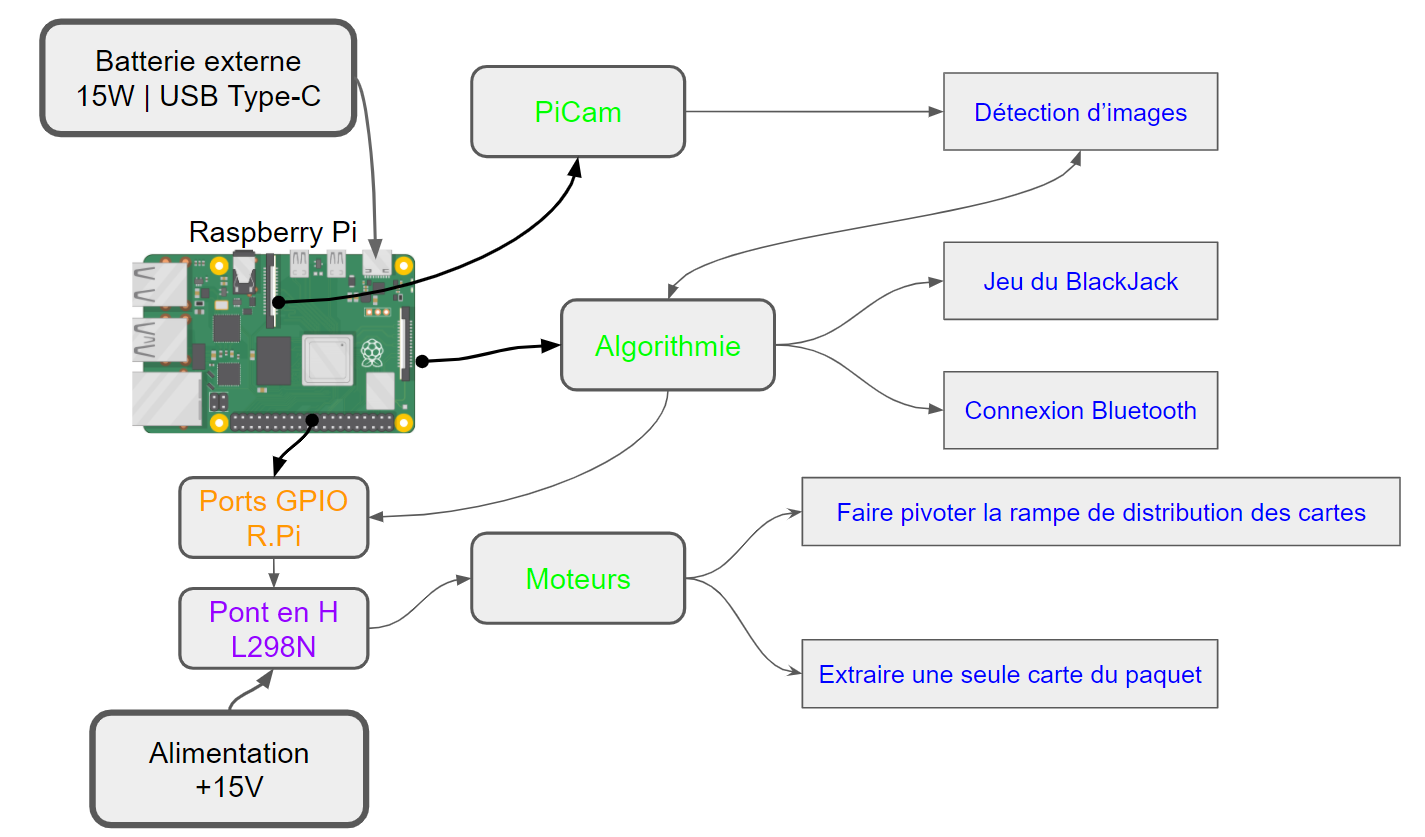 Batterie externe
15W | USB Type-C
PiCam
Détection d’images
Raspberry Pi
Jeu du BlackJack
Algorithmie
Connexion Bluetooth
Ports GPIO
R.Pi
Faire pivoter la rampe de distribution des cartes
Moteurs
Pont en H
L298N
Extraire une seule carte du paquet
Alimentation
+15V